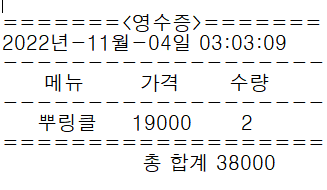 =======<영수증>=======
2022년-11월-04일 03:03:09
--------------------
메뉴 가격 수량
--------------------
뿌링클 19000 2
====================
총 합계 38000